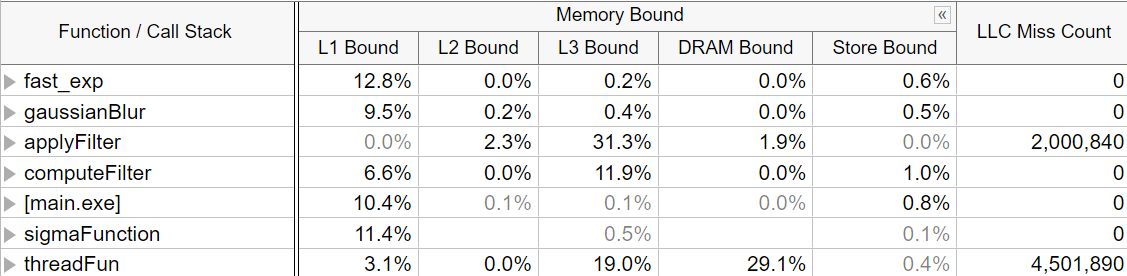 Memory Bound «
Function / Call Stack LLC Miss Count
L1 Bound L2 Bound L3 Bound DRAM Bound Store Bound
fast_exp 12.8% 0.0% 0.2% 0.0% 0.6% 0
gaussianBlur 9.5% 0.2% 0.4% 0.0% 0.5% 0
applyFilter 0.0% 2.3% 31.3% 1.9% 0.0% 2,000,840
computeFilter 6.6% 0.0% 11.9% 0.0% 1.0% 0
[main.exe] 10.4% 0.1% 0.1% 0.0% 0.8% 0
sigmaFunction 11.4% 0.5% 0.1% 0
threadFun 3.1% 0.0% 19.0% 29.1% 0.4% 4,501,890